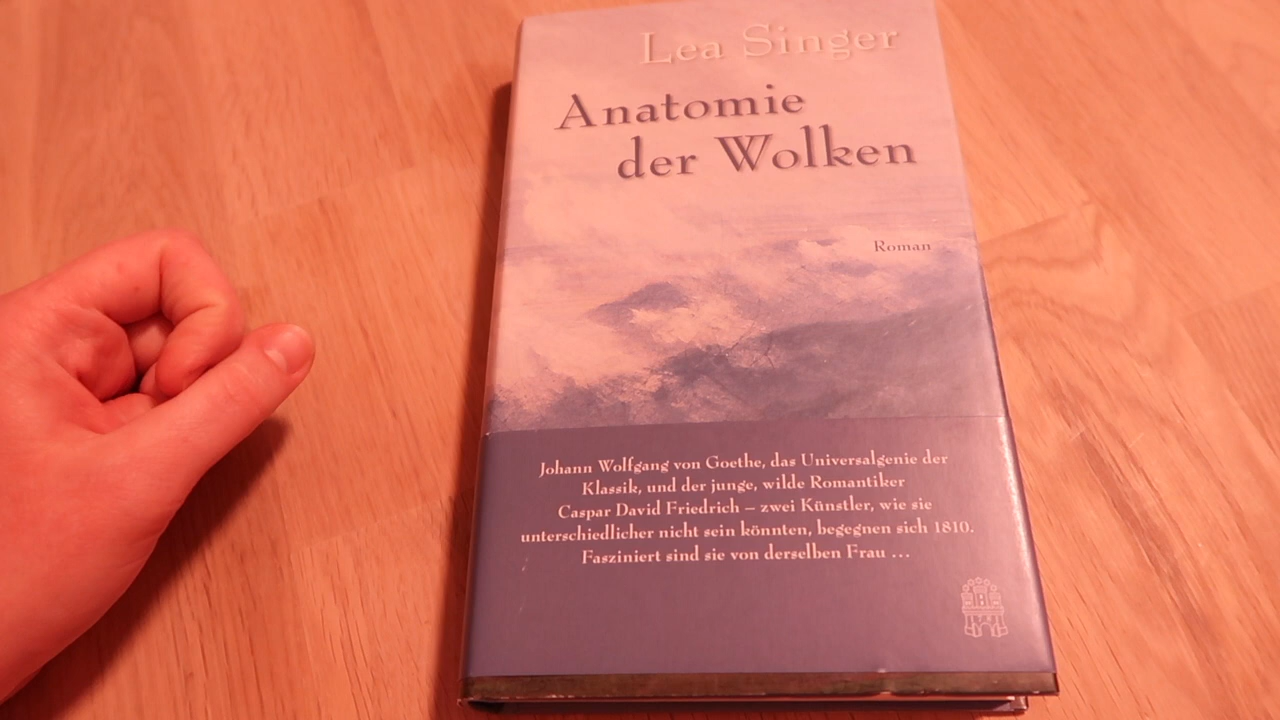 Lea Singer
Anatomie
der Wolken
Roman
Johann Wolfgang von Goethe, das Universalgenie der
Klassik, und der junge, wilde Romantiker
Caspar David Friedrich – zwei Künstler, wie sie
unterschiedlicher nicht sein könnten, begegnen sich 1810.
Fasziniert sind sie von derselben Frau ...